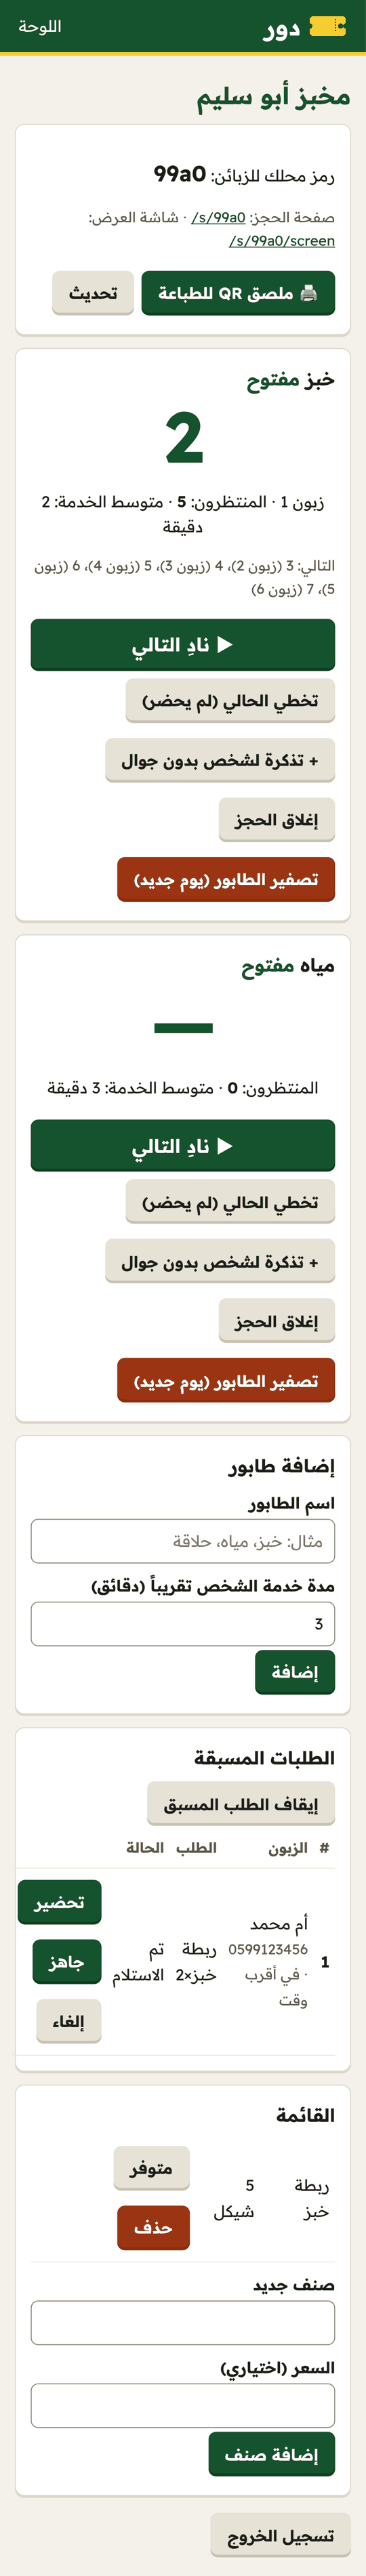 دور
اللوحة
مخبز أبو سليم
رمز محلك للزبائن: 99a0
صفحة الحجز: /s/99a0 · شاشة العرض:
/s/99a0/screen
🖨️ ملصق QR للطباعة
تحديث
خبز مفتوح
2
زبون 1 · المنتظرون: 5 · متوسط الخدمة: 2
دقيقة
التالي: 3 (زبون 2)، 4 (زبون 3)، 5 (زبون 4)، 6 (زبون
5)، 7 (زبون 6)
▶ نادِ التالي
تخطي الحالي (لم يحضر)
+ تذكرة لشخص بدون جوال
إغلاق الحجز
تصفير الطابور (يوم جديد)
مياه مفتوح
—
المنتظرون: 0 · متوسط الخدمة: 3 دقيقة
▶ نادِ التالي
تخطي الحالي (لم يحضر)
+ تذكرة لشخص بدون جوال
إغلاق الحجز
تصفير الطابور (يوم جديد)
إضافة طابور
اسم الطابور
مثال: خبز، مياه، حلاقة
مدة خدمة الشخص تقريباً (دقائق)
3
إضافة
الطلبات المسبقة
إيقاف الطلب المسبق
# الزبون الطلب الحالة
1
أم محمد
0599123456
· في أقرب
وقت
ربطة
خبز×2
تم
الاستلام
تحضير
جاهز
إلغاء
القائمة
ربطة
خبز
5
شيكل
متوفر
حذف
صنف جديد
السعر (اختياري)
إضافة صنف
تسجيل الخروج